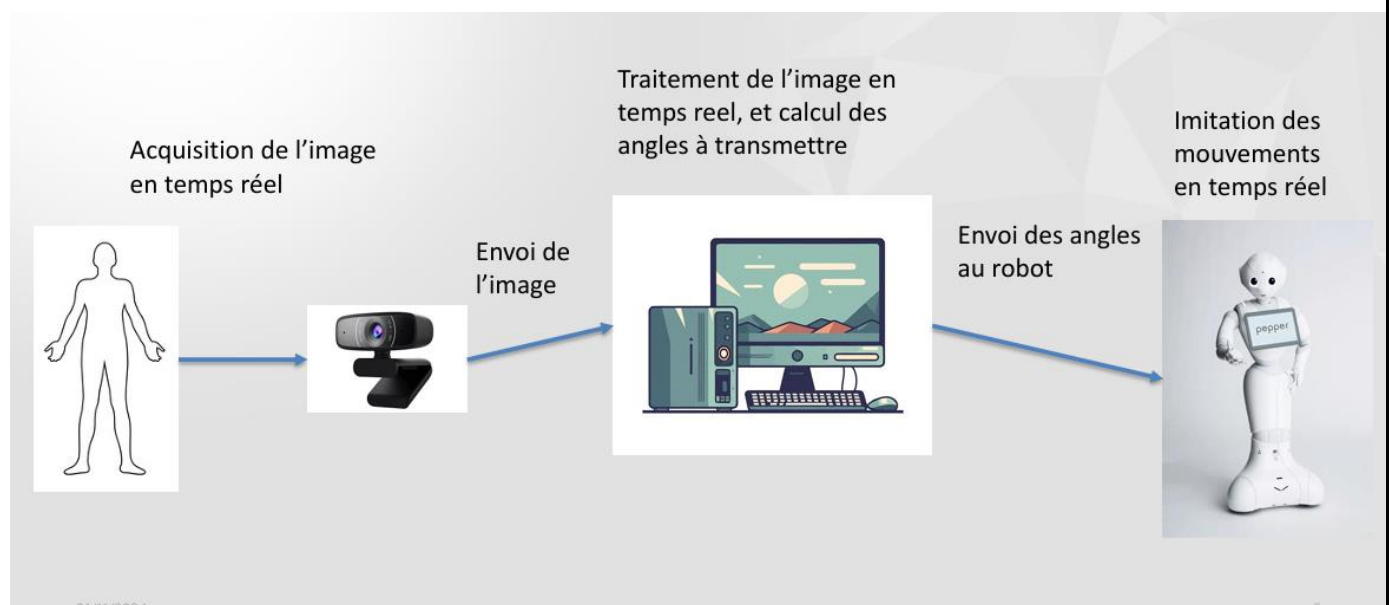 Acquisition de l'image
en temps réel
Envoi de
l'image
Traitement de l'image en
temps reel, et calcul des
angles à transmettre
Envoi des angles
au robot
Imitation des
mouvements
en temps réel
pepper